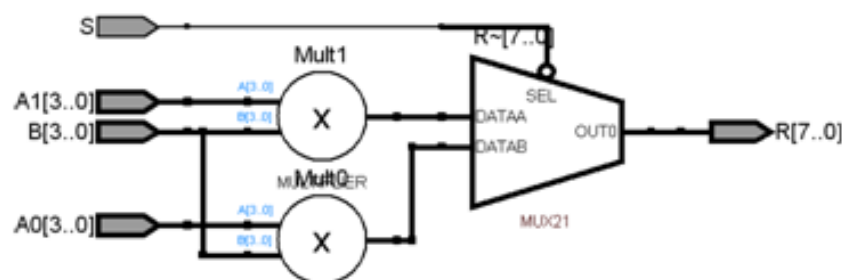 S
R~[7..0]
Mult1
A1[3..0]
A[3..0]
B[3..0]
B[3..0]
X
SEL
DATAA
OUT0
R[7..0]
DATAB
Mult0
MUX21
A0[3..0]
A[3..0]
B[3..0]
X